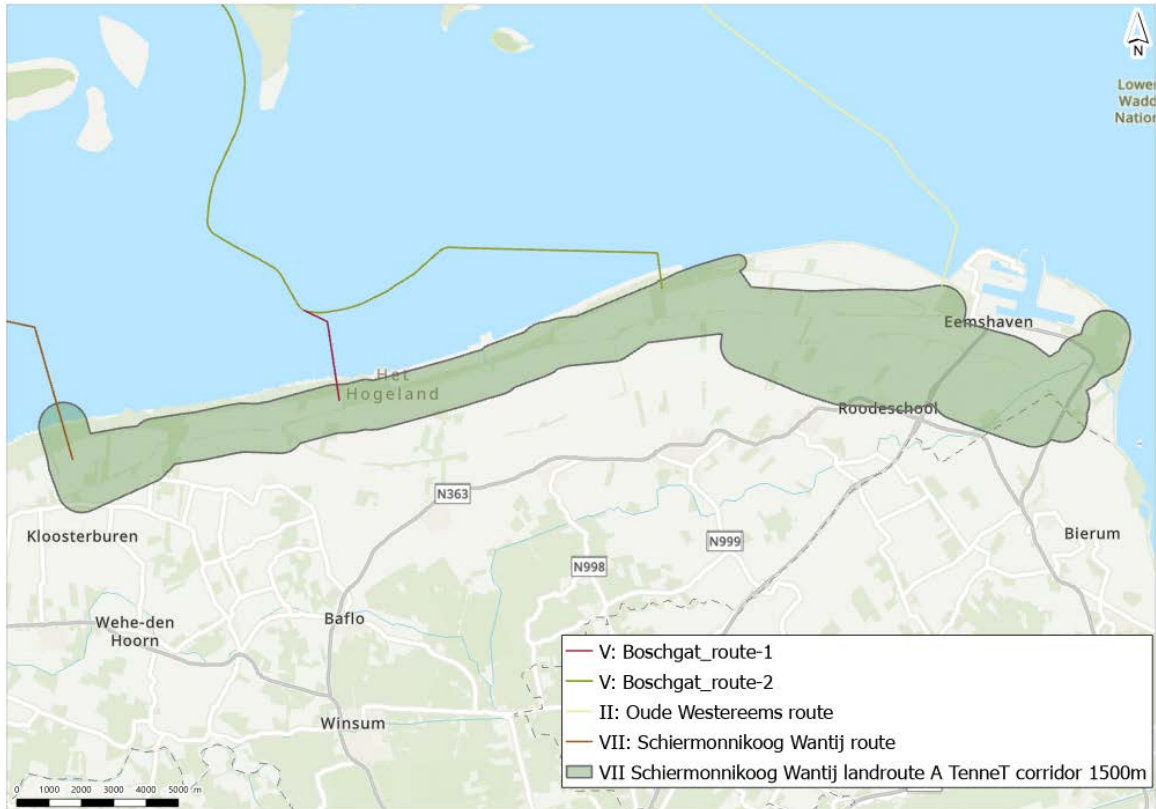 N
Lower
Wadd
Nation
Eemshaven
Het
Hogeland
Roodeschool
N363
Kloosterburen
N999
Bierum
N998
Wehe-den
Hoorn
Baflo
Winsum
V: Boschgat_route-1
V: Boschgat_route-2
II: Oude Westereems route
VII: Schiermonnikoog Wantij route
VII Schiermonnikoog Wantij landroute A TenneT corridor 1500m
0 1000 2000 3000 4000 5000 m